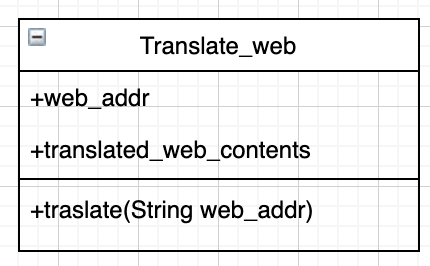 Translate_web
+web_addr
+translated_web_contents
+traslate(String web_addr)